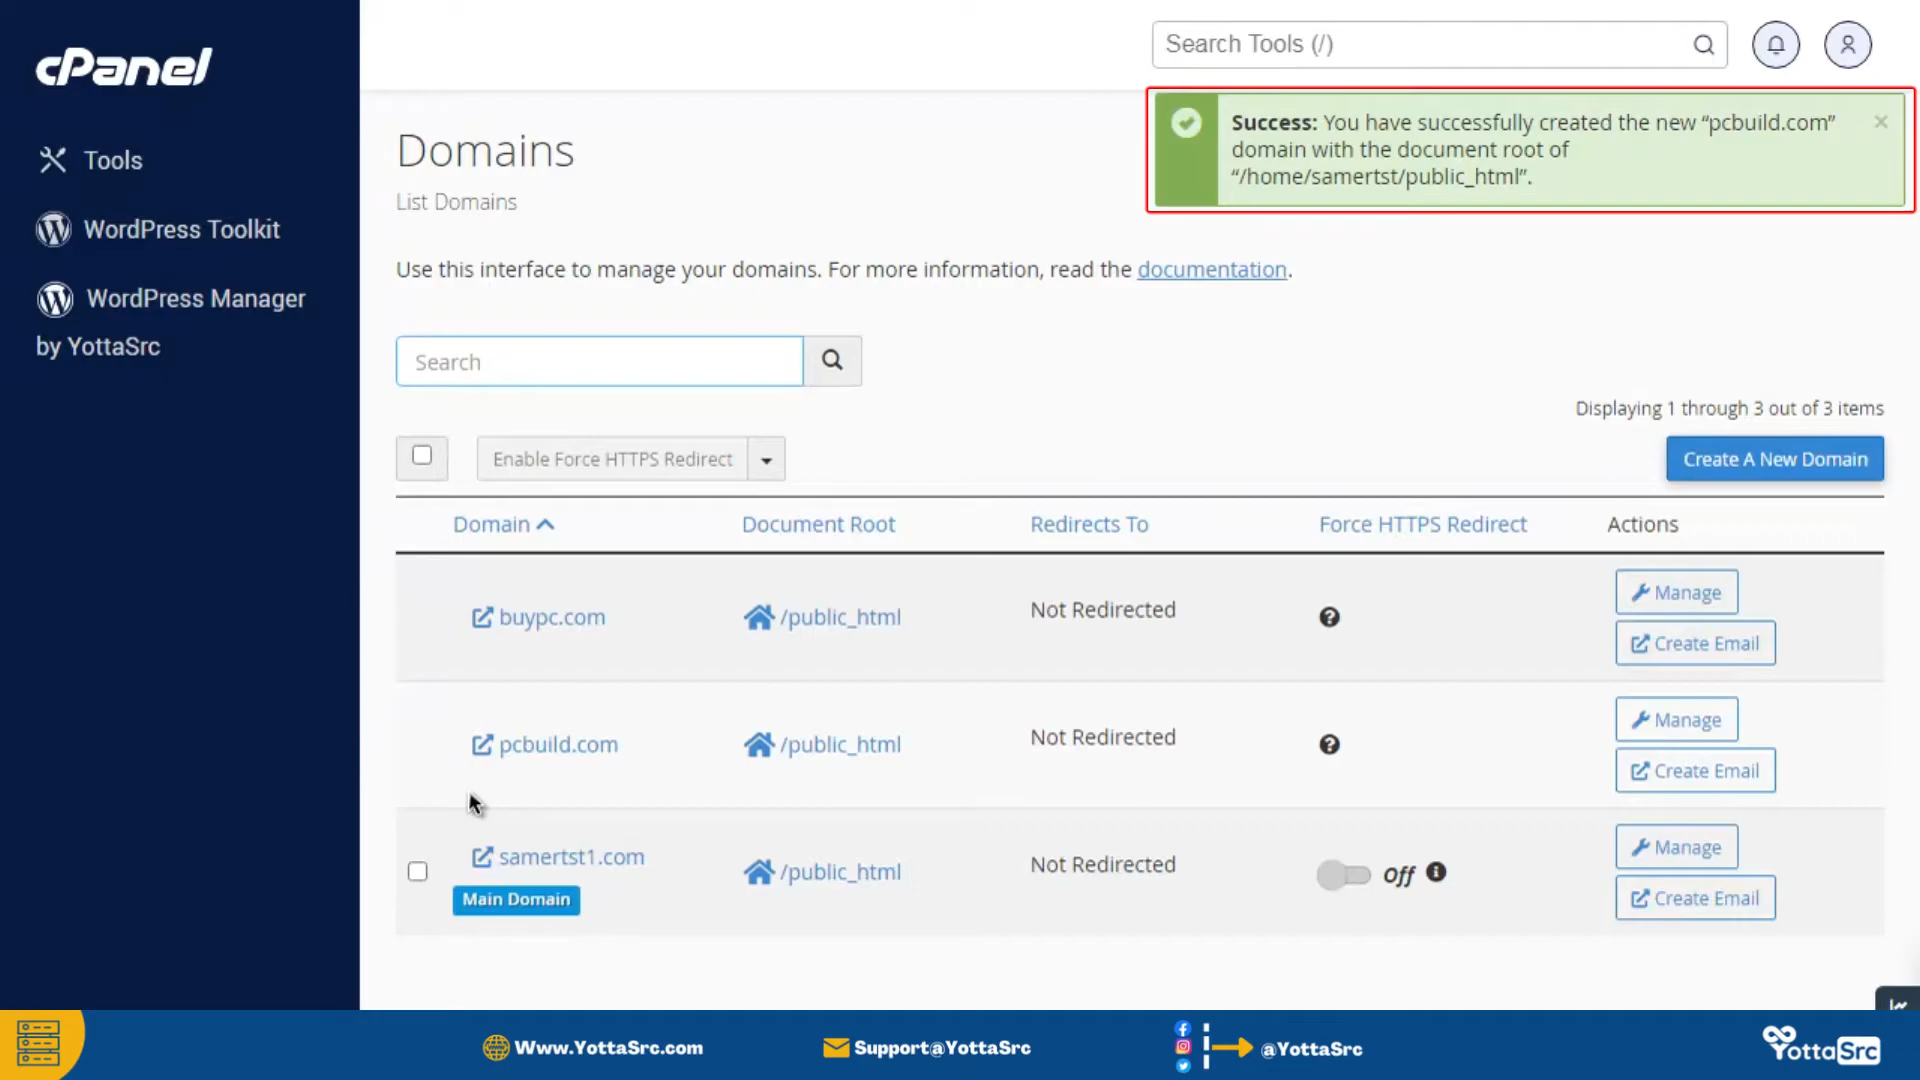 cPanel
Search Tools (/)
Tools
WordPress Toolkit
WordPress Manager
by YottaSrc
Success: You have successfully created the new “pcbuild.com”
domain with the document root of
“/home/samertst/public_html”.
×
Domains
List Domains
Use this interface to manage your domains. For more information, read the documentation.
Search
Displaying 1 through 3 out of 3 items
Enable Force HTTPS Redirect
Create A New Domain
Domain
Document Root
Redirects To
Force HTTPS Redirect
Actions
buypc.com
/public_html
Not Redirected
Manage
Create Email
pcbuild.com
/public_html
Not Redirected
Manage
Create Email
samertst1.com
Main Domain
/public_html
Not Redirected
Off
Manage
Create Email
Www.YottaSrc.com
Support@YottaSrc
@YottaSrc
YottaSrc